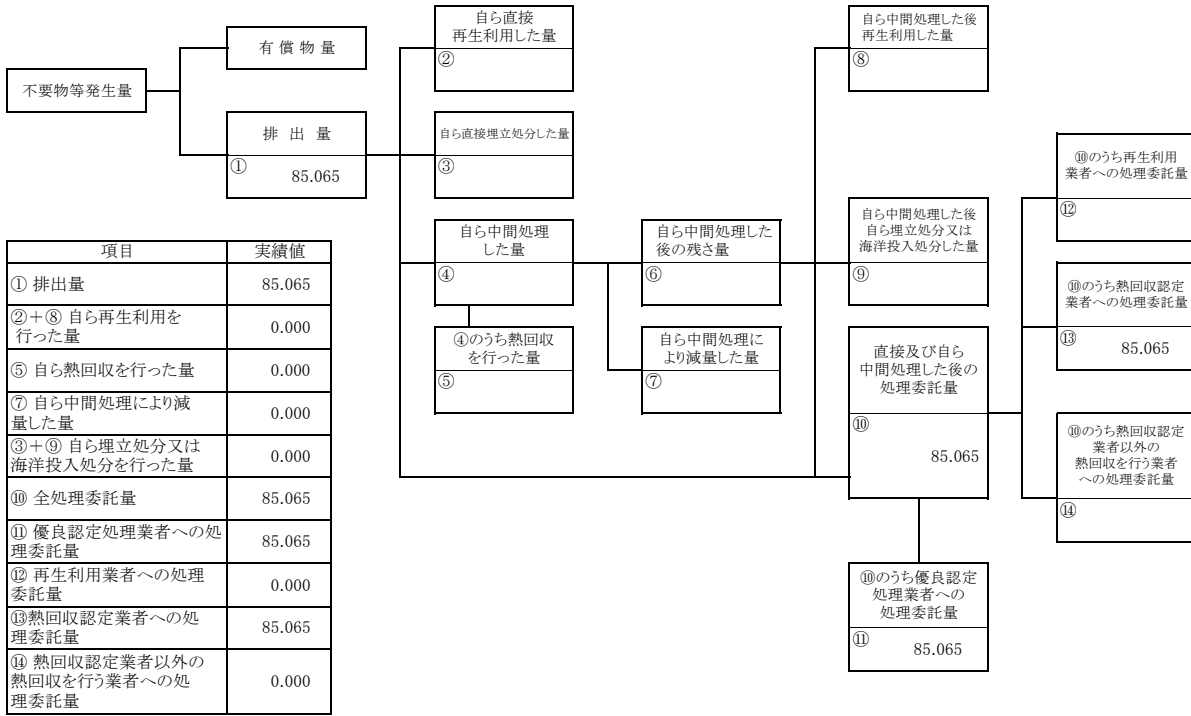 不要物等発生量
有 償 物 量
排 出 量
①
85.065
自ら直接
再生利用した量
②
自ら直接埋立処分した量
③
自ら中間処理
した量
④
④のうち熱回収
を行った量
⑤
自ら中間処理した
後の残さ量
⑥
自ら中間処理に
より減量した量
⑦
自ら中間処理した後
再生利用した量
⑧
自ら中間処理した後
自ら埋立処分又は
海洋投入処分した量
⑨
直接及び自ら
中間処理した後の
処理委託量
⑩
85.065
⑩のうち優良認定
処理業者への
処理委託量
⑪
85.065
⑩のうち再生利用
業者への処理委託量
⑫
⑩のうち熱回収認定
業者への処理委託量
⑬
85.065
⑩のうち熱回収認定
業者以外の
熱回収を行う業者
への処理委託量
⑭
項目 実績値
① 排出量 85.065
②+⑧ 自ら再生利用を
行った量 0.000
⑤ 自ら熱回収を行った量 0.000
⑦ 自ら中間処理により減
量した量 0.000
③+⑨ 自ら埋立処分又は
海洋投入処分を行った量 0.000
⑩ 全処理委託量 85.065
⑪ 優良認定処理業者への処
理委託量 85.065
⑫ 再生利用業者への処理
委託量 0.000
⑬熱回収認定業者への処
理委託量 85.065
⑭ 熱回収認定業者以外の
熱回収を行う業者への処
理委託量 0.000